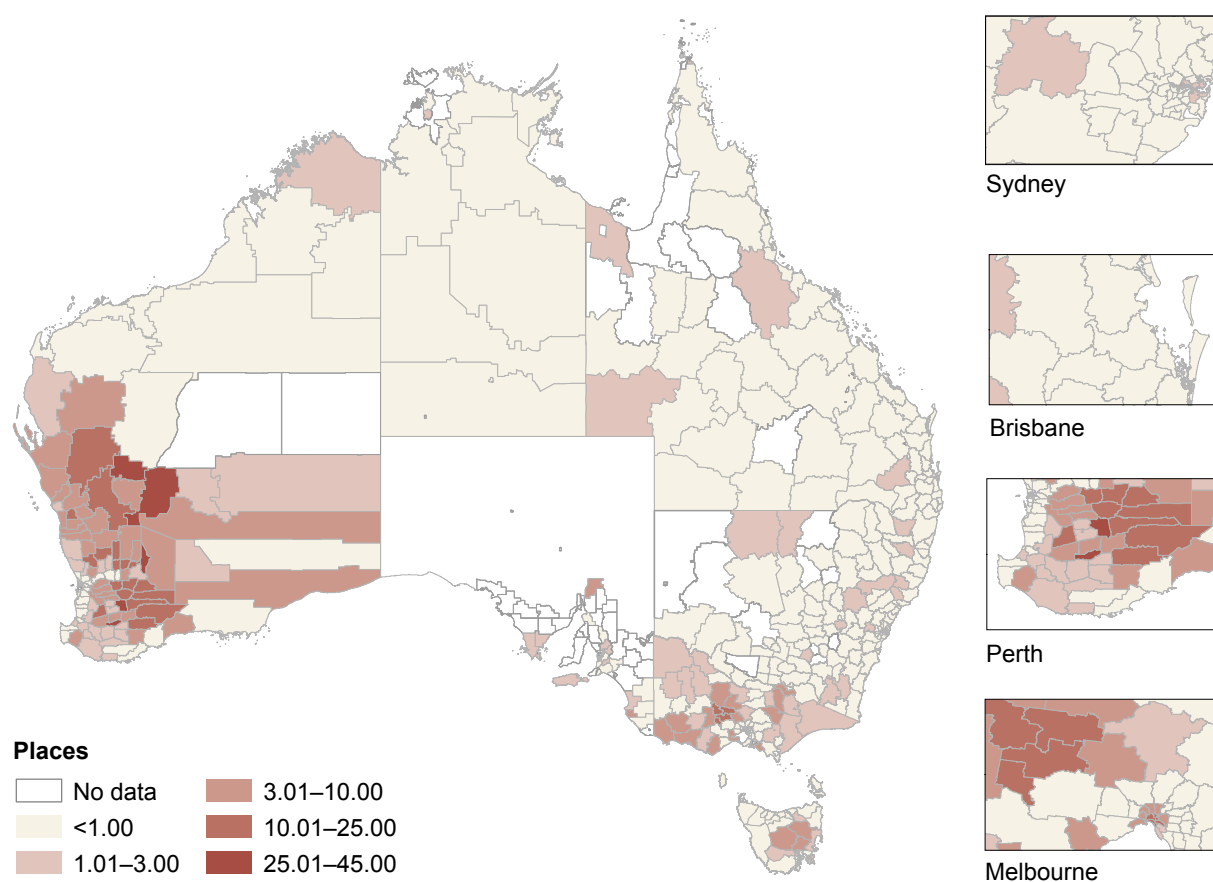 Sydney
Brisbane
Perth
Melbourne
Places
No data
<1.00
1.01–3.00
3.01–10.00
10.01–25.00
25.01–45.00